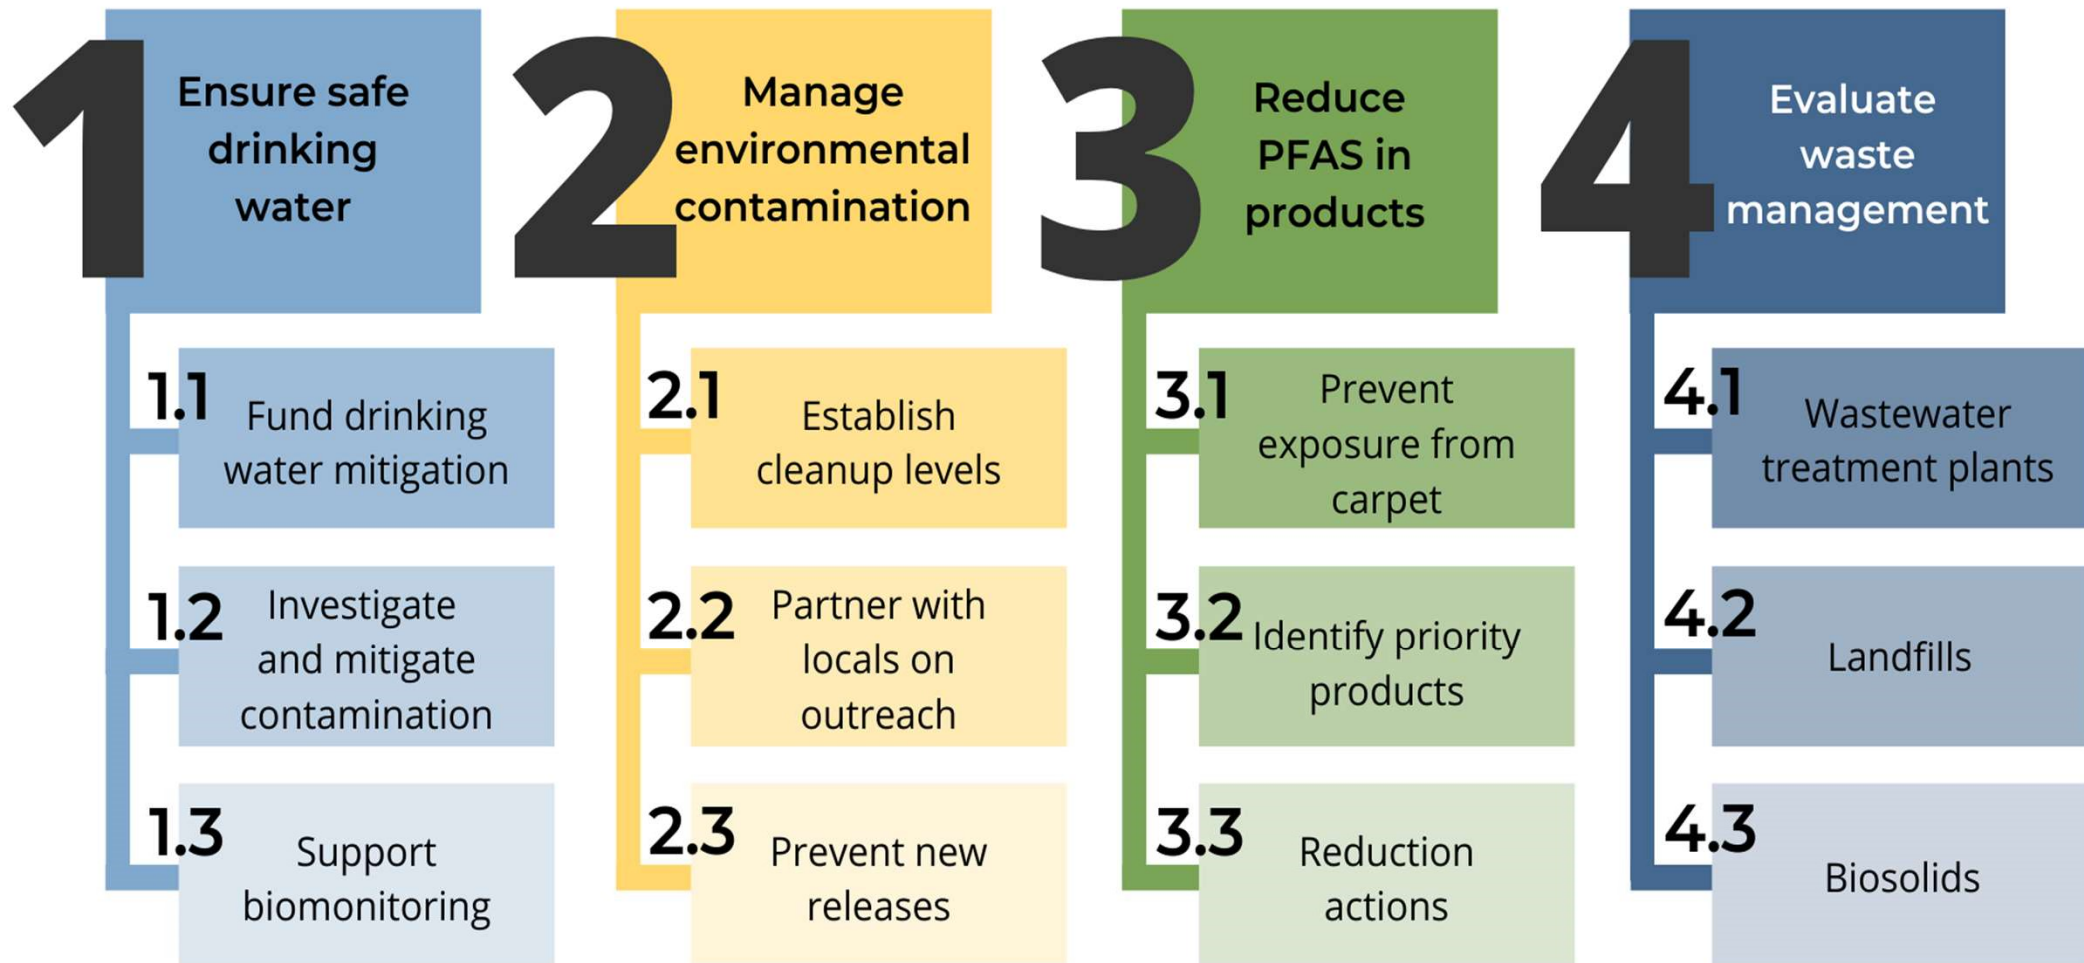 1
Ensure safe
drinking
water
1.1
Fund drinking
water mitigation
1.2
Investigate
and mitigate
contamination
1.3
Support
biomonitoring
2
Manage
environmental
contamination
2.1
Establish
cleanup levels
2.2
Partner with
locals on
outreach
2.3
Prevent new
releases
3
Reduce
PFAS in
products
3.1
Prevent
exposure from
carpet
3.2
Identify priority
products
3.3
Reduction
actions
4
Evaluate
waste
management
4.1
Wastewater
treatment plants
4.2
Landfills
4.3
Biosolids